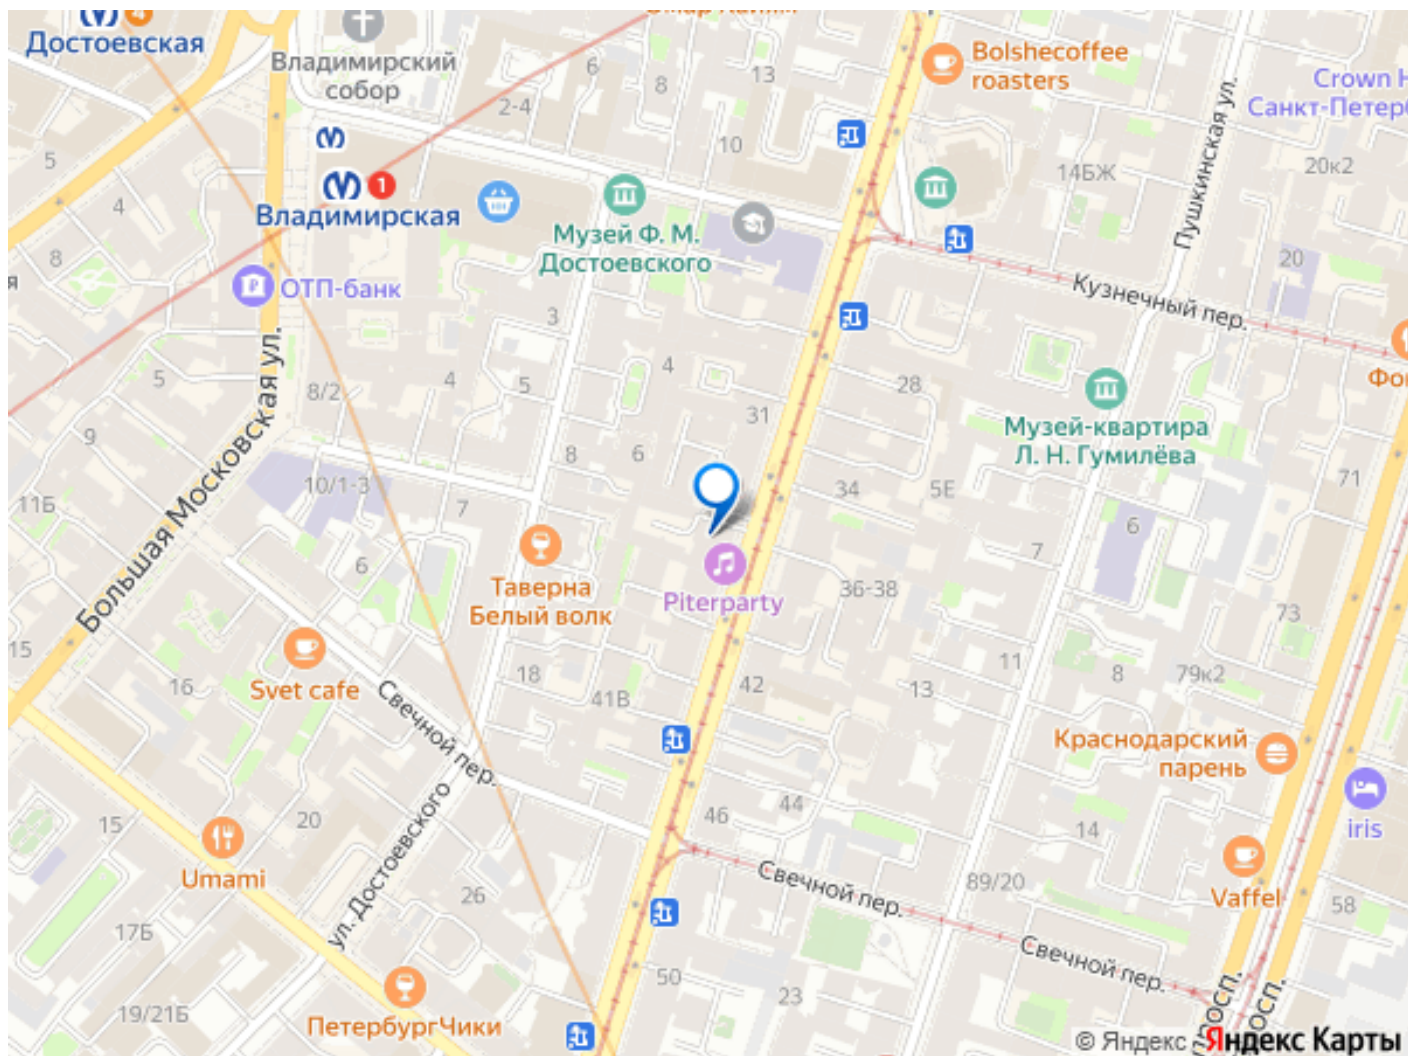 4
Достоевская
Владимирский
собор
6
8
13
2-4
10
Bolshecoffee
roasters
Пушкинская ул.
14БЖ
20к2
5
4
8
1
Владимирская
Музей Ф. М.
Достоевского
20
ОТП-банк
Кузнечный пер.
3
4
5
8/2
4
5
28
31
9
Музей-квартира
Л. Н. Гумилёва
71
11Б
Большая Московская ул.
10/1-3
7
8
6
34
5Е
6
7
6
Таверна
Белый волк
Piterparty
36-38
73
15
16
Svet cafe
18
41В
42
11
13
8
79к2
Свечной пер.
Краснодарский
парень
iris
15
20
Umami
ул. Достоевского
26
46
44
14
Свечной пер.
89/20
Vaffel
58
17Б
19/21Б
ПетербургЧики
50
23
Свечной пер.
© Яндекс Яндекс Карты